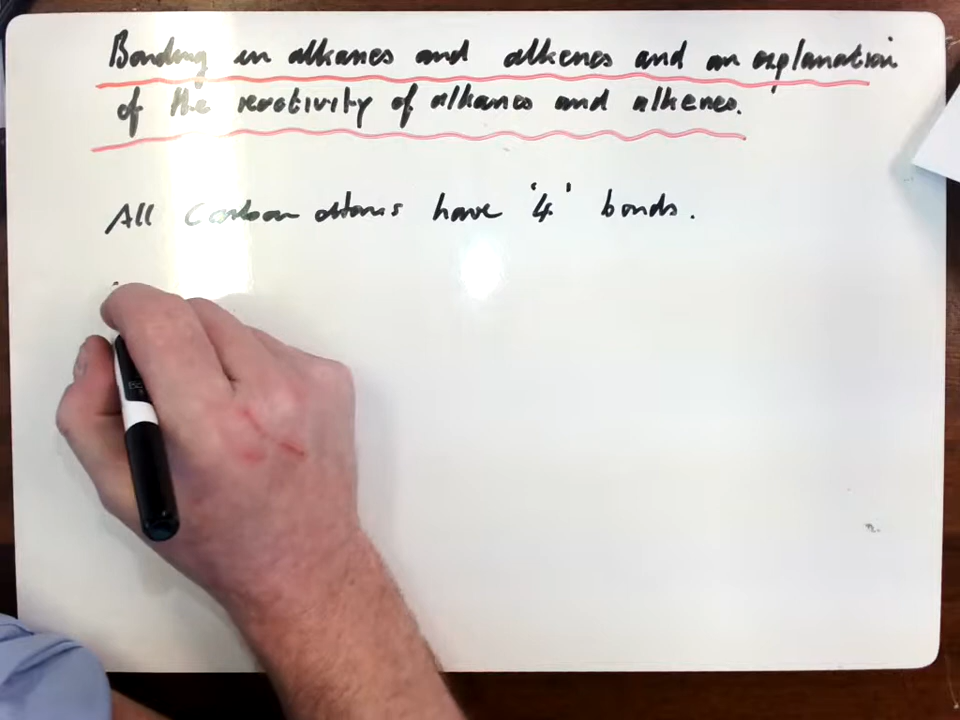 Bonding in alkanes and alkenes and an explanation
of the reactivity of alkanes and alkenes.
All Carbon atoms have '4' bonds.